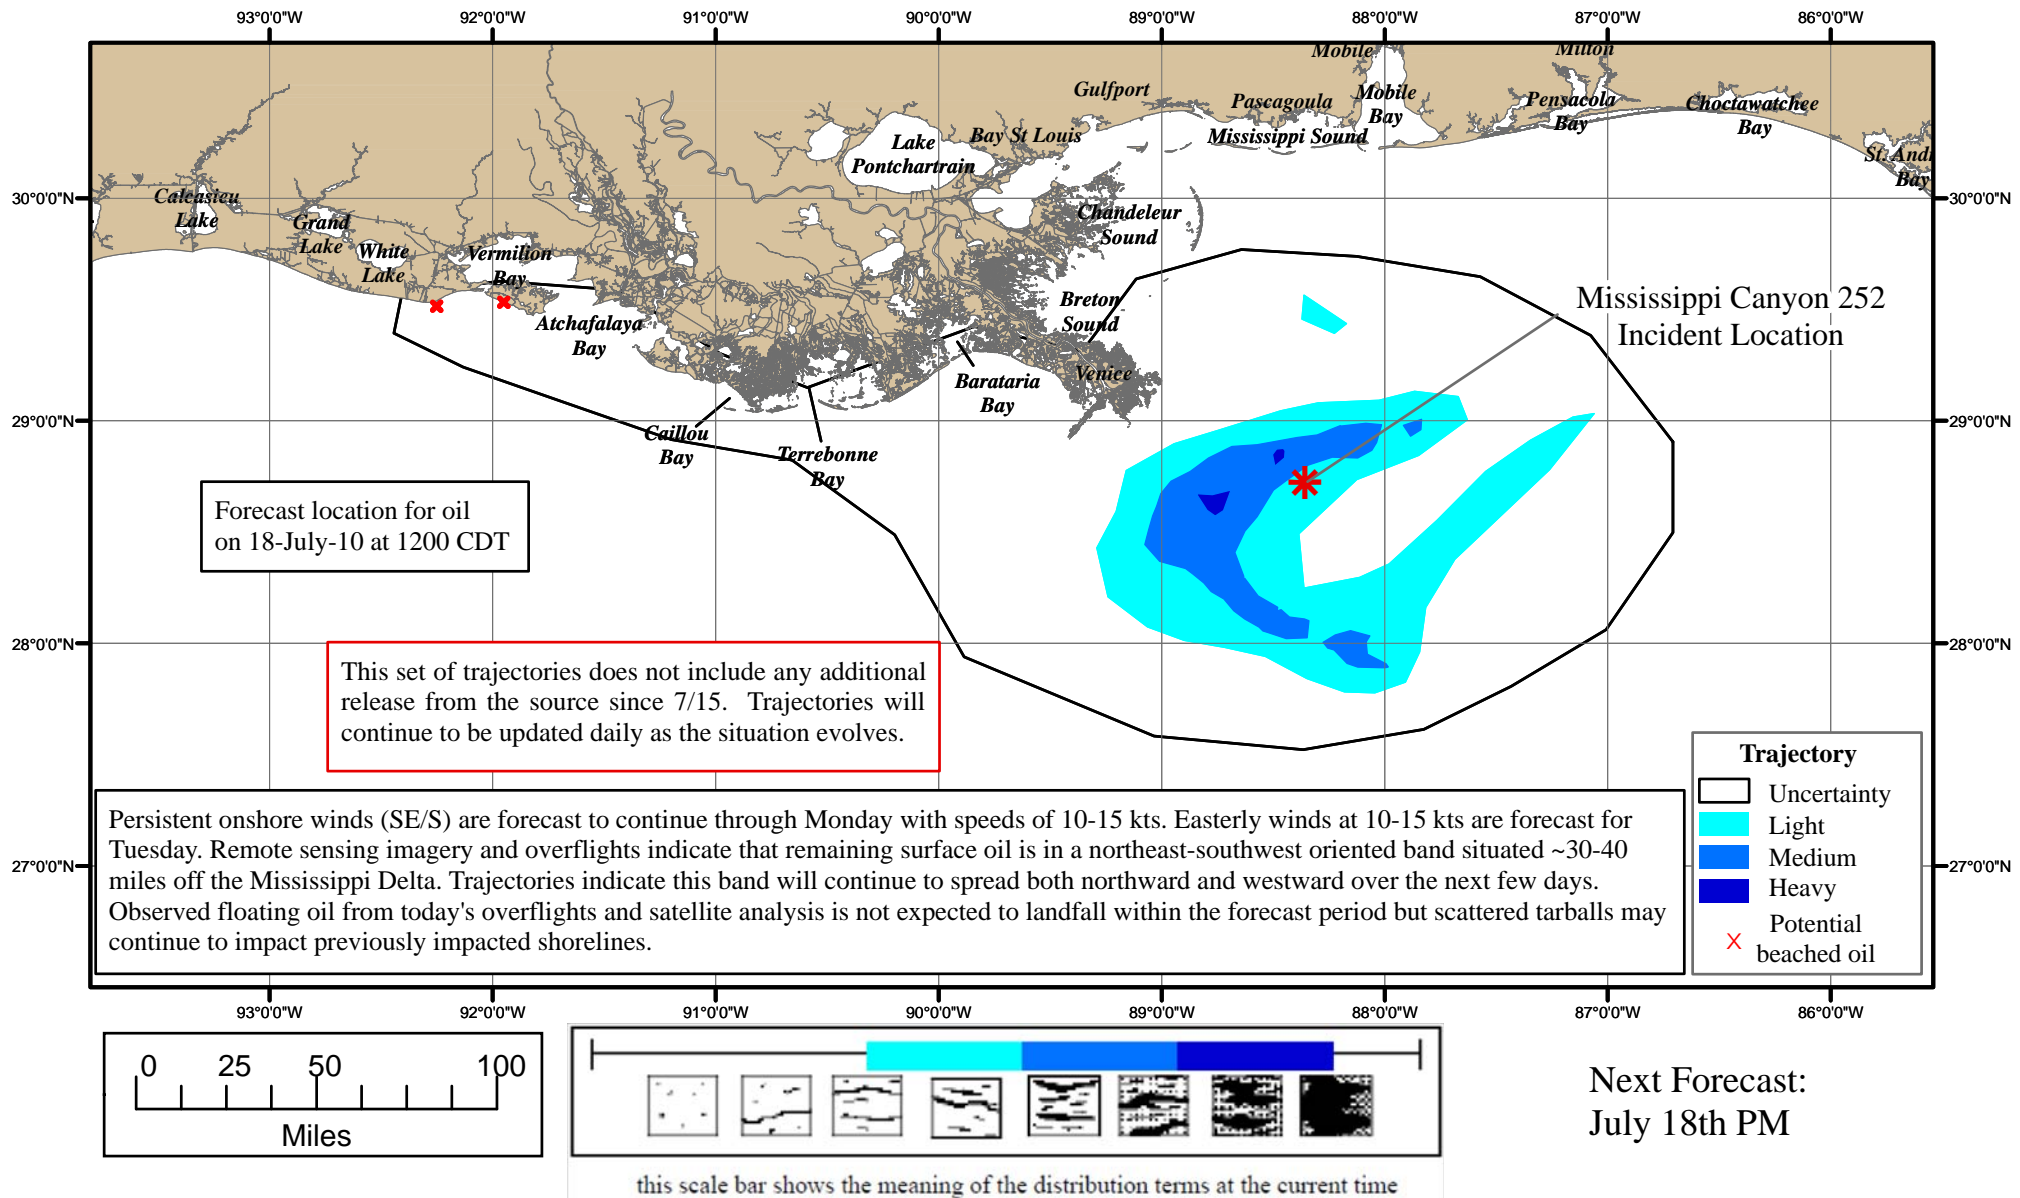 93°0'0"W 92°0'0"W 91°0'0"W 90°0'0"W 89°0'0"W 88°0'0"W 87°0'0"W 86°0'0"W
Mobile
Milton
Gulfport
Pascagoula
Mobile
Bay
Pensacola
Bay
Choctawatchee
Bay
Mississippi Sound
Bay St Louis
Lake
Pontchartrain
St. Andr
Bay
30°0'0"N 30°0'0"N
Calcasieu
Lake
Grand
Lake
White
Lake
Vermilion
Bay
Chandeleur
Sound
Breton
Sound
Atchafalaya
Bay
Venice
Barataria
Bay
Mississippi Canyon 252
Incident Location
29°0'0"N 29°0'0"N
Caillou
Bay
Terrebonne
Bay
Forecast location for oil
on 18-July-10 at 1200 CDT
28°0'0"N 28°0'0"N
This set of trajectories does not include any additional
release from the source since 7/15. Trajectories will
continue to be updated daily as the situation evolves.
Trajectory
Uncertainty
Light
Medium
Heavy
Potential
beached oil
27°0'0"N 27°0'0"N
Persistent onshore winds (SE/S) are forecast to continue through Monday with speeds of 10-15 kts. Easterly winds at 10-15 kts are forecast for
Tuesday. Remote sensing imagery and overflights indicate that remaining surface oil is in a northeast-southwest oriented band situated ~30-40
miles off the Mississippi Delta. Trajectories indicate this band will continue to spread both northward and westward over the next few days.
Observed floating oil from today's overflights and satellite analysis is not expected to landfall within the forecast period but scattered tarballs may
continue to impact previously impacted shorelines.
93°0'0"W 92°0'0"W 91°0'0"W 90°0'0"W 89°0'0"W 88°0'0"W 87°0'0"W 86°0'0"W
0 25 50 100
Miles
this scale bar shows the meaning of the distribution terms at the current time
Next Forecast:
July 18th PM